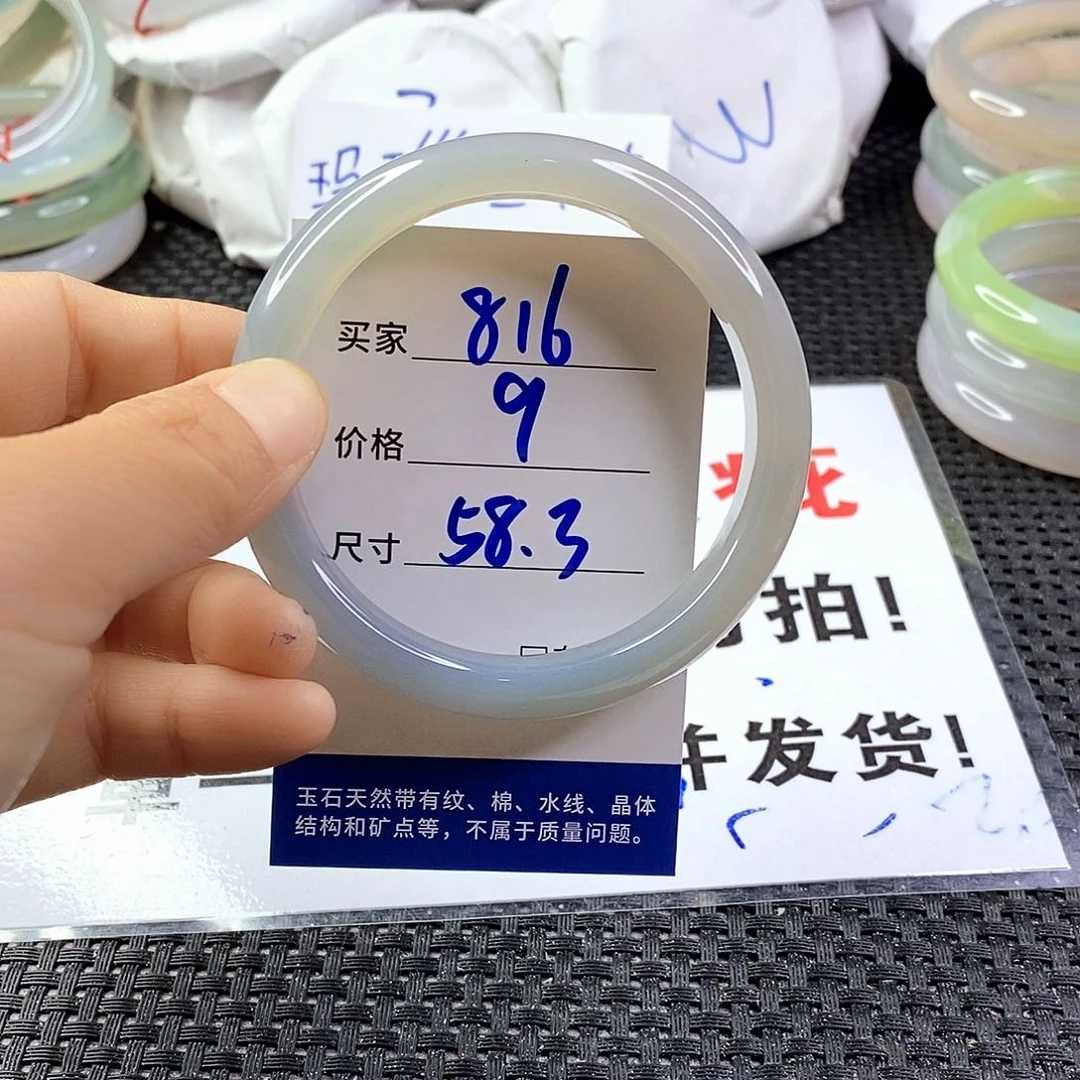 玛
买家 816
价格 9
尺寸 58.3
拍!
并发货!
玉石天然带有纹、棉、水线、晶体
结构和矿点等，不属于质量问题。